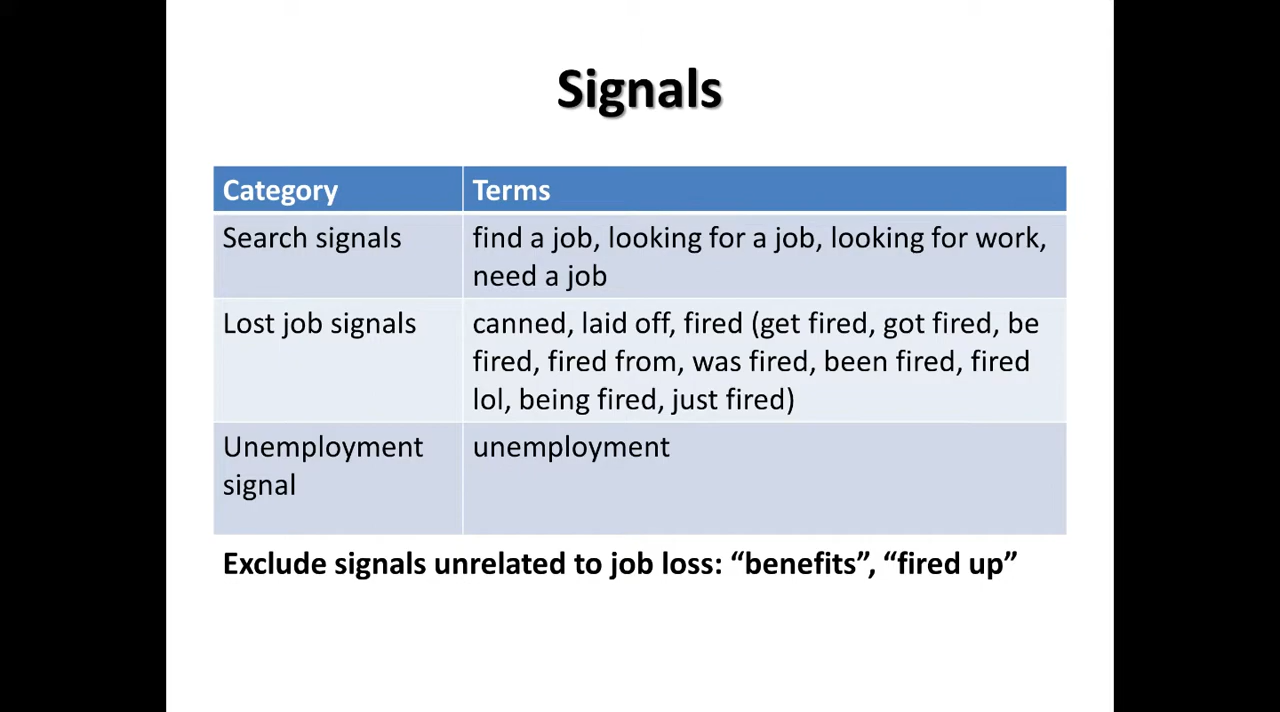 Signals
Category
Terms
Search signals
find a job, looking for a job, looking for work,
need a job
Lost job signals
canned, laid off, fired (get fired, got fired, be
fired, fired from, was fired, been fired, fired
lol, being fired, just fired)
Unemployment
signal
unemployment
Exclude signals unrelated to job loss: “benefits”, “fired up”